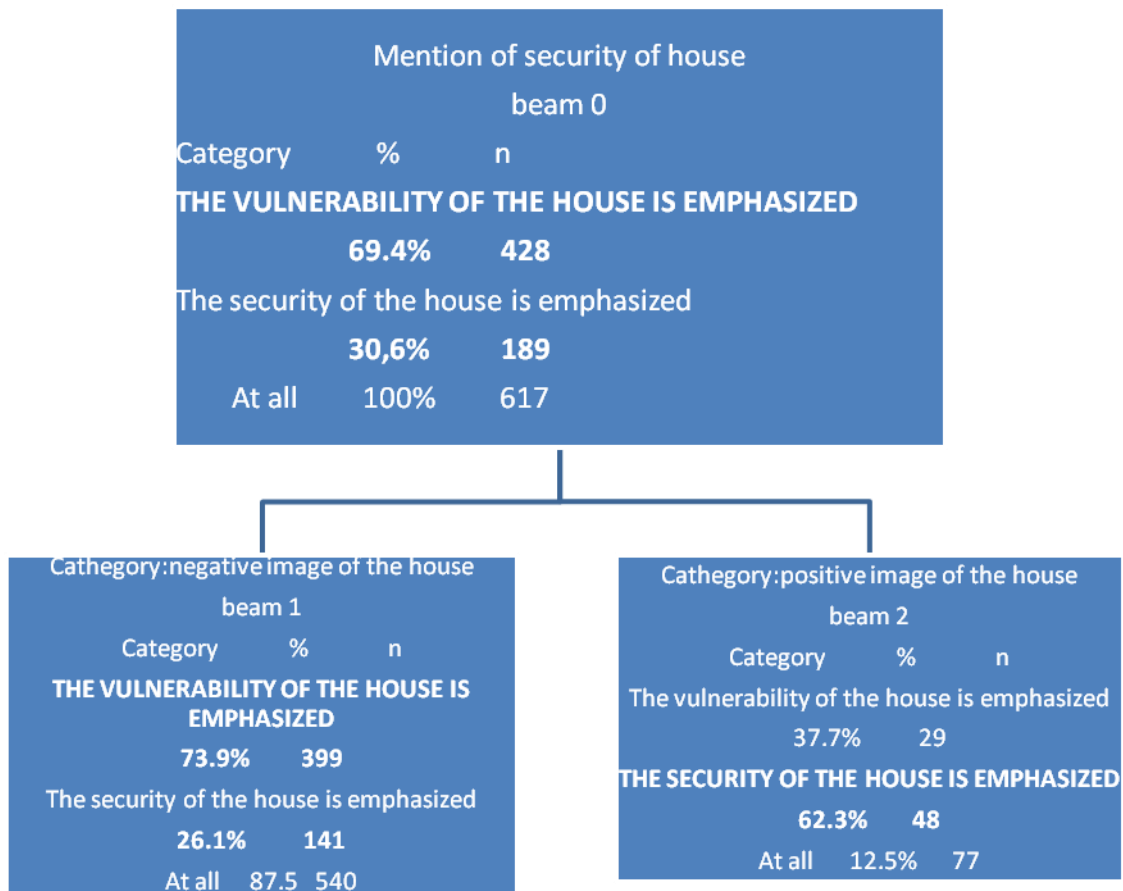 Mention of security of house
beam 0
Category % n
THE VULNERABILITY OF THE HOUSE IS EMPHASIZED
69.4% 428
The security of the house is emphasized
30,6% 189
At all 100% 617
Cathegory:negative image of the house
beam 1
Category % n
THE VULNERABILITY OF THE HOUSE IS
EMPHASIZED
73.9% 399
The security of the house is emphasized
26.1% 141
At all 87.5 540
Cathegory:positive image of the house
beam 2
Category % n
The vulnerability of the house is emphasized
37.7% 29
THE SECURITY OF THE HOUSE IS EMPHASIZED
62.3% 48
At all 12.5% 77